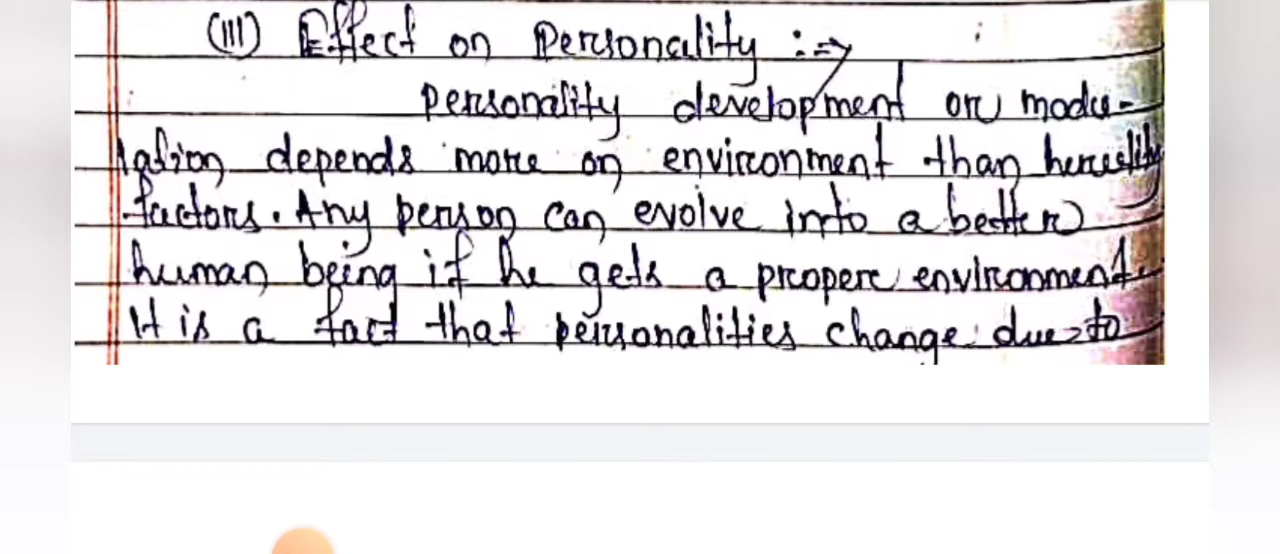 (III) Effect on Personality :⇒
personality development or modu-
lation depends more on environment than heredity
factors. Any person can evolve into a better
human being if he gets a proper environment.
It is a fact that personalities change due to